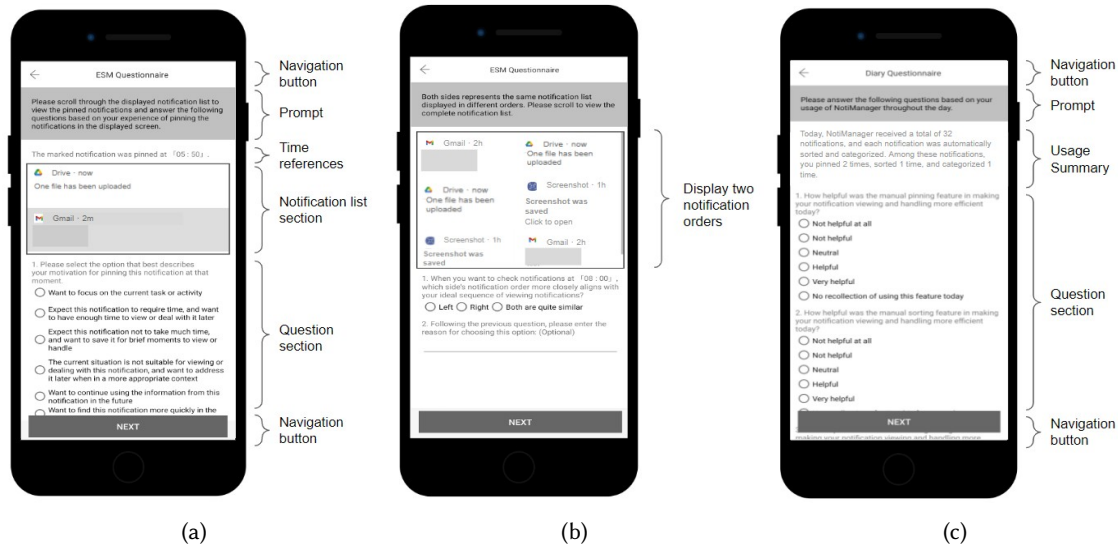 ESM Questionnaire
Please scroll through the displayed notification list to
view the pinned notifications and answer the following
questions based on your experience of pinning the
notifications in the displayed screen.
The marked notification was pinned at 「05 : 50」.
Drive · now
One file has been uploaded
Gmail · 2m
1. Please select the option that best describes
your motivation for pinning this notification at that
moment.
Want to focus on the current task or activity
Expect this notification to require time, and want
to have enough time to view or deal with it later
Expect this notification not to take much time,
and want to save it for brief moments to view or
handle
The current situation is not suitable for viewing or
dealing with this notification, and want to address
it later when in a more appropriate context
Want to continue using the information from this
notification in the future
Want to find this notification more quickly in the
NEXT
Navigation
button
Prompt
Time
references
Notification list
section
Question
section
Navigation
button
(a)
ESM Questionnaire
Both sides represents the same notification list
displayed in different orders. Please scroll to view the
complete notification list.
Gmail · 2h
Drive · now
One file has been
uploaded
Screenshot · 1h
Screenshot was
saved
Drive · now
One file has been
uploaded
Screenshot · 1h
Screenshot was
saved
Click to open
Gmail · 2h
1. When you want to check notifications at 「08 : 00」,
which side's notification order more closely aligns with
your ideal sequence of viewing notifications?
Left Right Both are quite similar
2. Following the previous question, please enter the
reason for choosing this option: (Optional)
NEXT
Display two
notification
orders
(b)
Diary Questionnaire
Please answer the following questions based on your
usage of NotiManager throughout the day.
Today, NotiManager received a total of 32
notifications, and each notification was automatically
sorted and categorized. Among these notifications,
you pinned 2 times, sorted 1 time, and categorized 1
time.
1. How helpful was the manual pinning feature in making
your notification viewing and handling more efficient
today?
Not helpful at all
Not helpful
Neutral
Helpful
Very helpful
No recollection of using this feature today
2. How helpful was the manual sorting feature in making
your notification viewing and handling more efficient
today?
Not helpful at all
Not helpful
Neutral
Helpful
Very helpful
NEXT
making your notification viewing and handling more
Navigation
button
Prompt
Usage
Summary
Question
section
Navigation
button
(c)